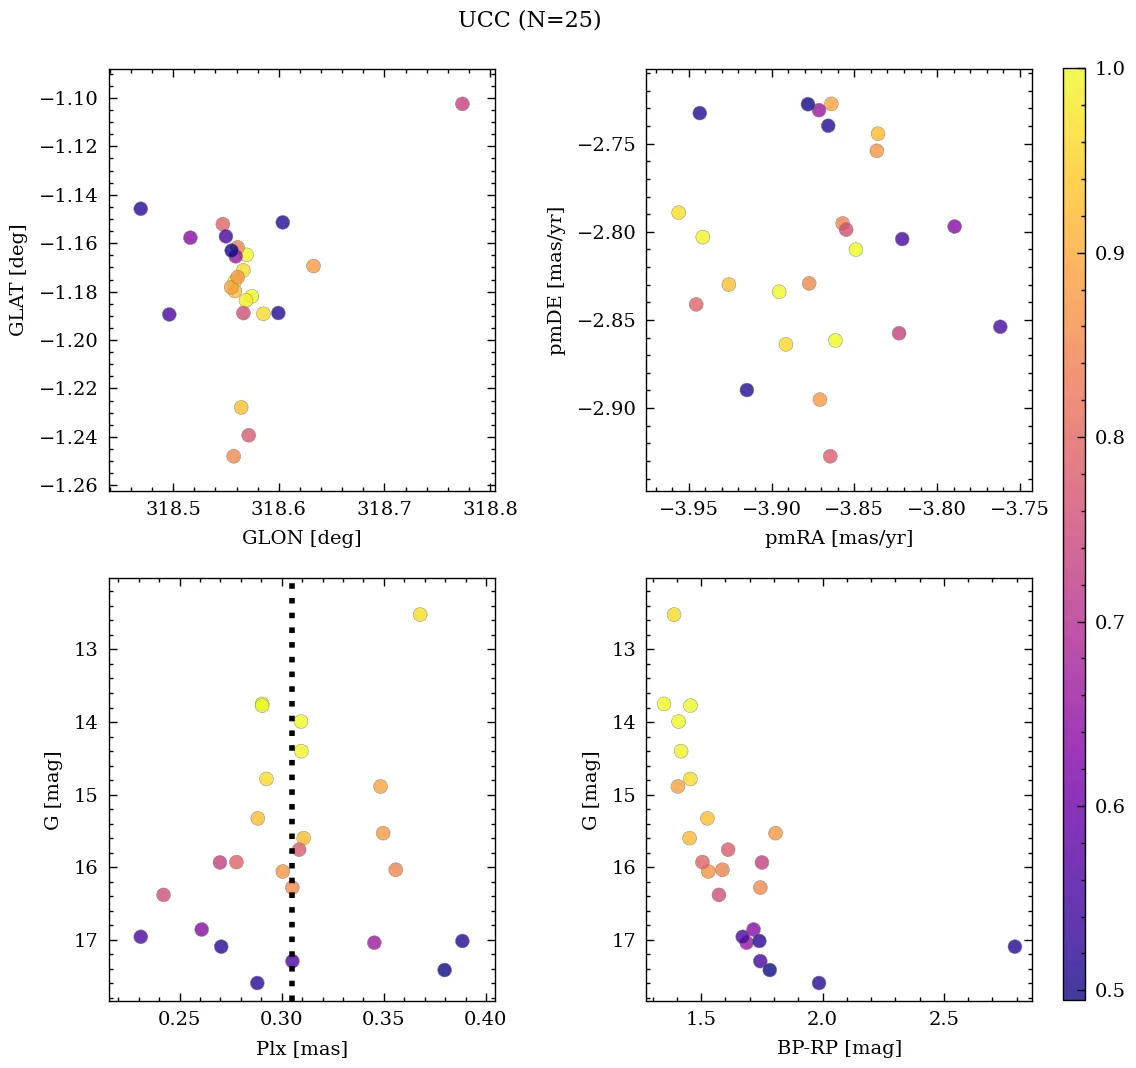 UCC (N=25)
−1.10
−1.12
−1.14
−1.16
−1.18
−1.20
−1.22
−1.24
−1.26
GLAT [deg]
318.5 318.6 318.7 318.8
GLON [deg]
−2.75
−2.80
−2.85
−2.90
pmDE [mas/yr]
−3.95 −3.90 −3.85 −3.80 −3.75
pmRA [mas/yr]
13
14
15
16
17
G [mag]
0.25 0.30 0.35 0.40
Plx [mas]
13
14
15
16
17
G [mag]
1.5 2.0 2.5
BP-RP [mag]
1.0
0.9
0.8
0.7
0.6
0.5